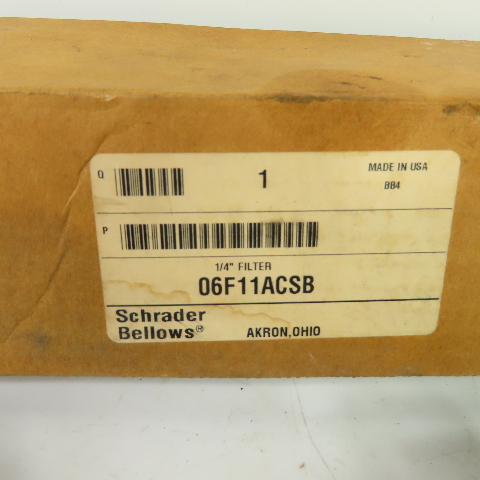 Q 1 MADE IN USA
BB4
P
1/4" FILTER
06F11ACSB
Schrader
Bellows® AKRON,OHIO